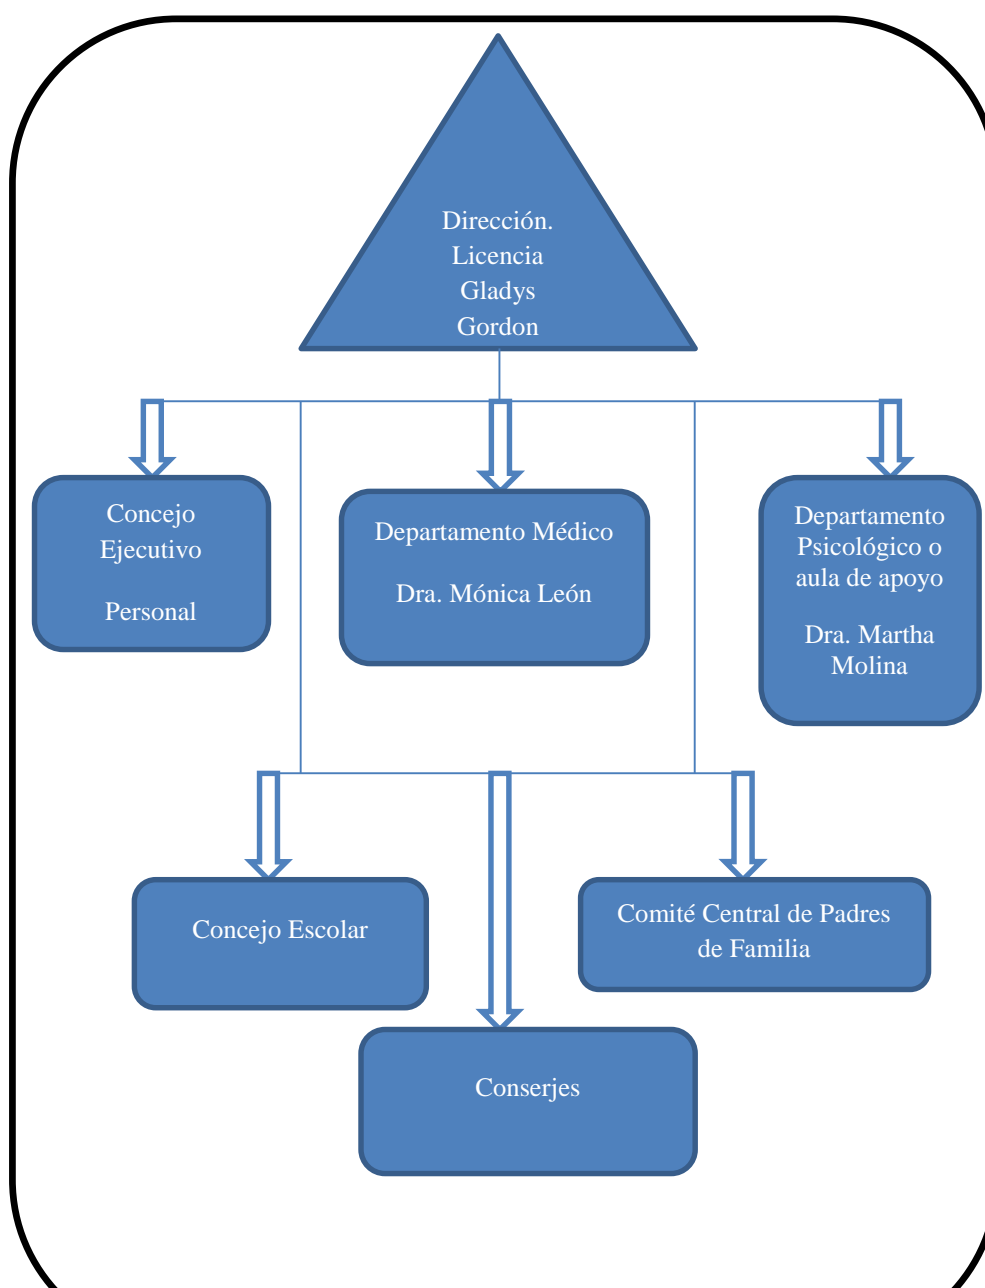 Dirección.
Licencia
Gladys
Gordon
Concejo
Ejecutivo
Personal
Departamento Médico
Dra. Mónica León
Departamento
Psicológico o
aula de apoyo
Dra. Martha
Molina
Concejo Escolar
Comité Central de Padres
de Familia
Conserjes